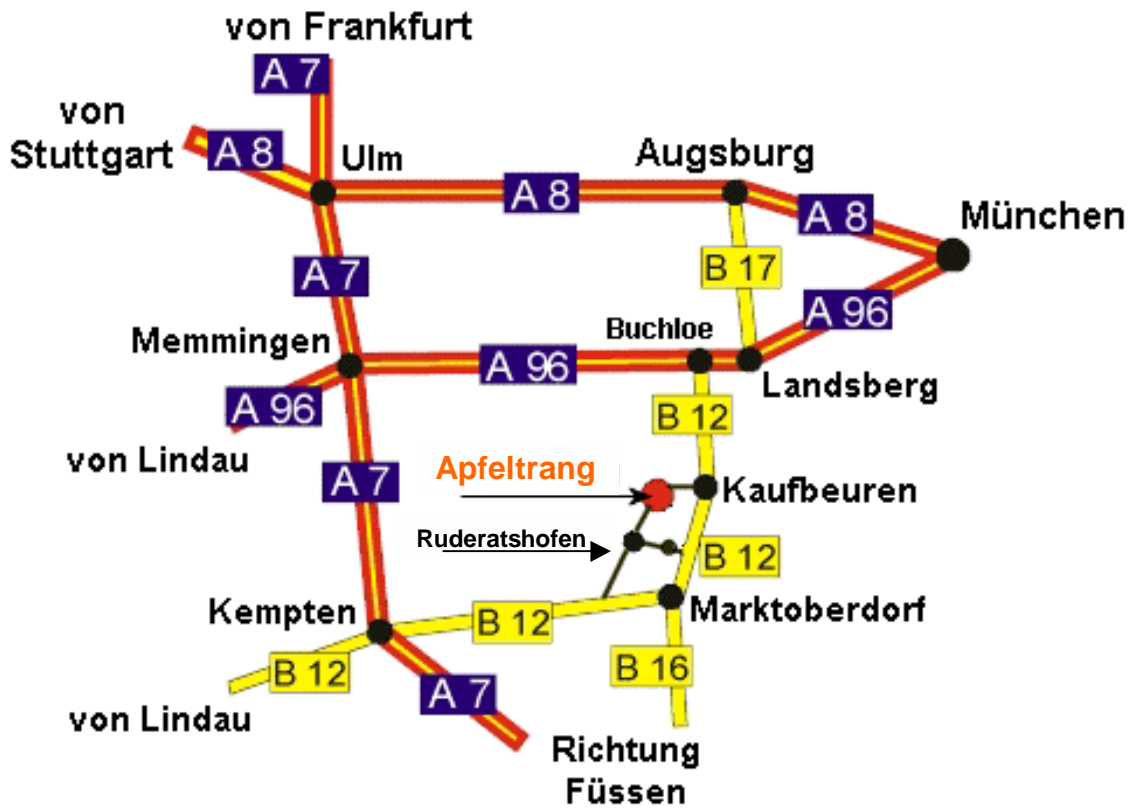 von Frankfurt
A 7
von
Stuttgart
A 8
Ulm
A 8
Augsburg
A 8
München
A 7
B 17
Memmingen
A 96
Buchloe
A 96
Landsberg
A 96
von Lindau
B 12
A 7
Apfeltrang
Kaufbeuren
Ruderatshofen
B 12
Kempten
B 12
Marktoberdorf
B 12
A 7
B 16
von Lindau
Richtung
Füssen